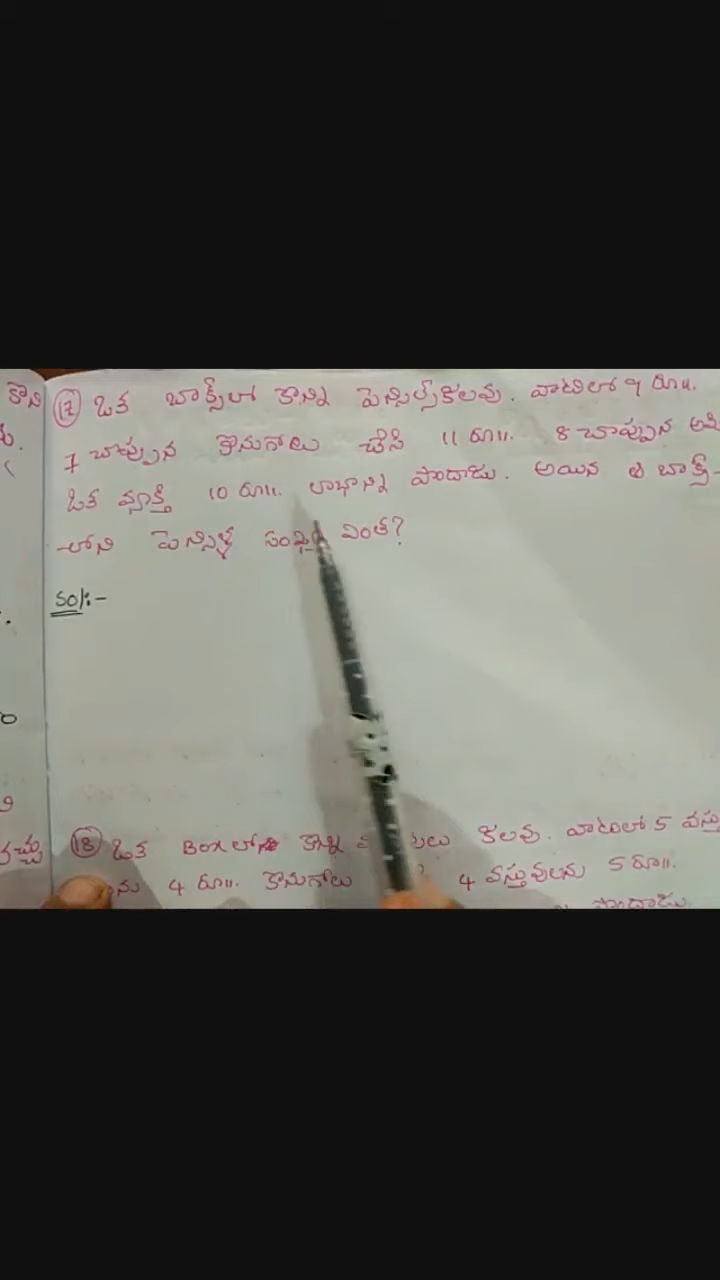 కొని
17 ఒక బాక్స్‌లో కొన్ని పెన్సిల్స్ కలవు. వాటిలో 9 రూ॥.
7 చొప్పున కొనుగోలు చేసి 11 రూ॥. 8 చొప్పున అమ్మి
ఒక వ్యక్తి 10 రూ॥. లాభాన్ని పొందాడు. అయిన ఆ బాక్స్
-లోని పెన్సిళ్ళ సంఖ్య ఎంత?
Sol:-
18 ఒక Box లో కొన్ని కలవు. వాటిలో 5 వస్తు
ను 4 రూ॥. కొనుగోలు 4 వస్తువులను 5 రూ॥.
పొందాడు.